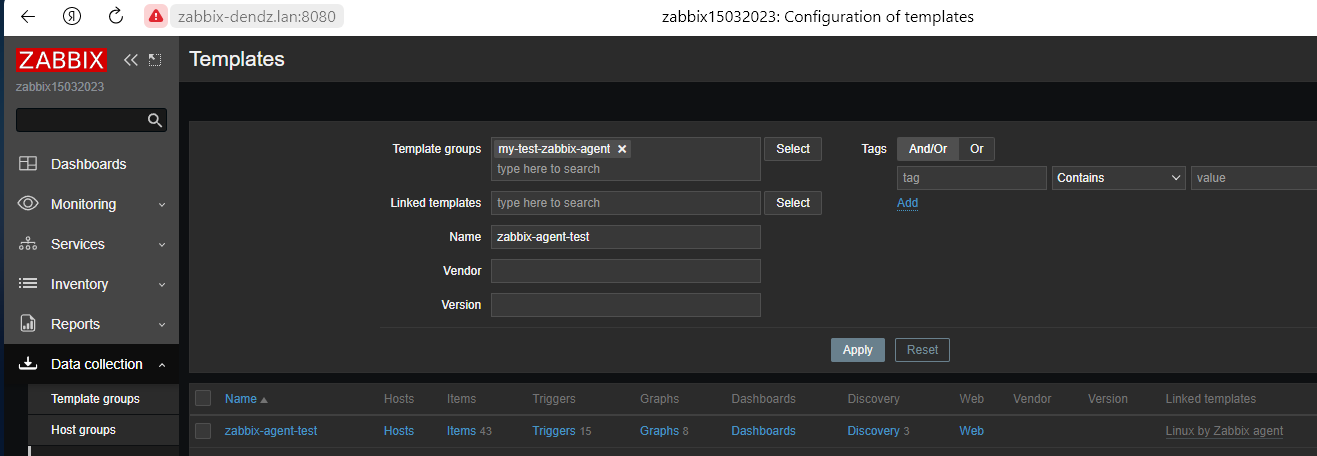 Я zabbix-dendz.lan:8080 zabbix15032023: Configuration of templates
ZABBIX
zabbix15032023
Templates
Dashboards
Monitoring
Services
Inventory
Reports
Data collection
Template groups
Host groups
Template groups my-test-zabbix-agent type here to search Select
Linked templates type here to search Select
Name zabbix-agent-test
Vendor
Version
Tags And/Or Or
tag Contains value
Add
Apply Reset
Name Hosts Items Triggers Graphs Dashboards Discovery Web Vendor Version Linked templates
zabbix-agent-test Hosts Items 43 Triggers 15 Graphs 8 Dashboards Discovery 3 Web Linux by Zabbix agent